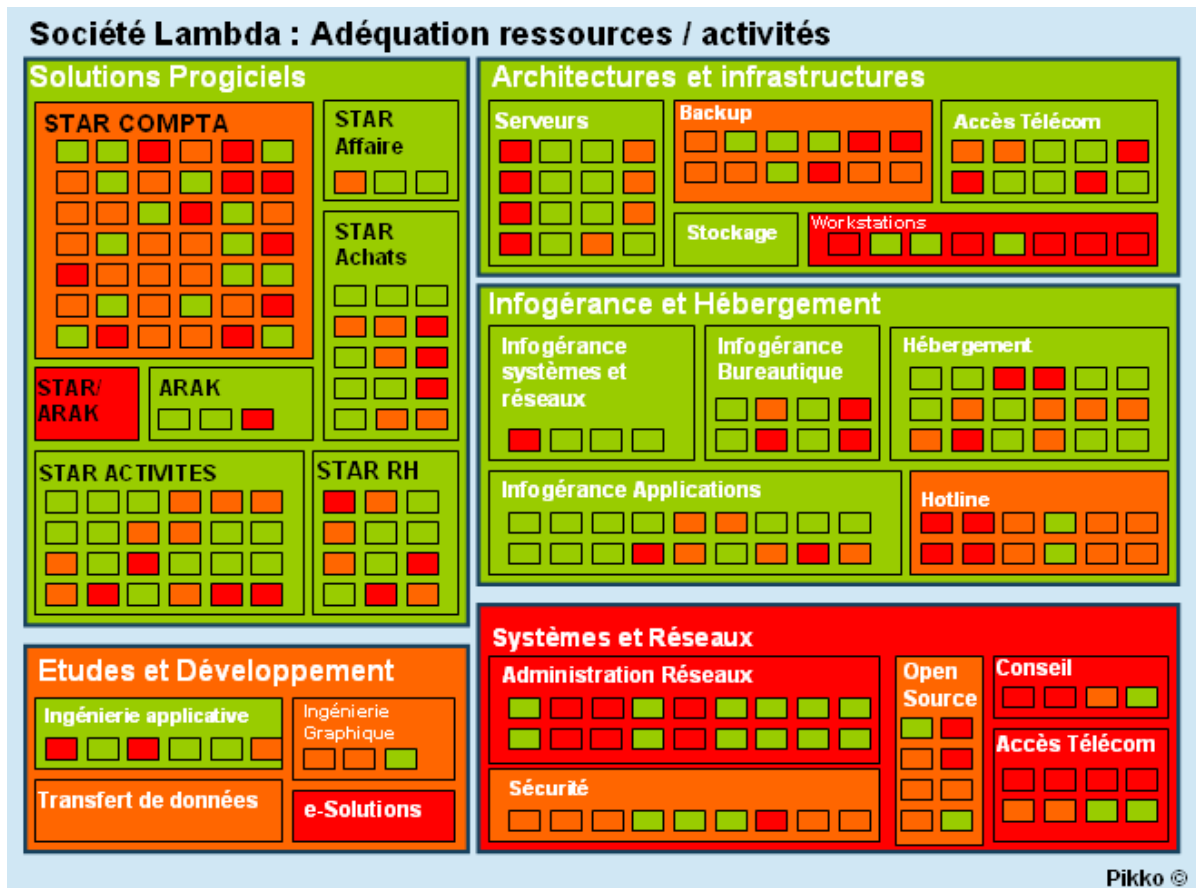 Société Lambda : Adéquation ressources / activités
Solutions Progiciels
STAR COMPTA
STAR
Affaire
STAR
Achats
STAR/
ARAK
ARAK
STAR ACTIVITES
STAR RH
Etudes et Développement
Ingénierie applicative
Ingénierie
Graphique
Transfert de données
e-Solutions
Architectures et infrastructures
Serveurs
Backup
Accès Télécom
Stockage
Workstations
Infogérance et Hébergement
Infogérance
systèmes et
réseaux
Infogérance
Bureautique
Hébergement
Infogérance Applications
Hotline
Systèmes et Réseaux
Administration Réseaux
Open
Source
Conseil
Accès Télécom
Sécurité
Pikko ©